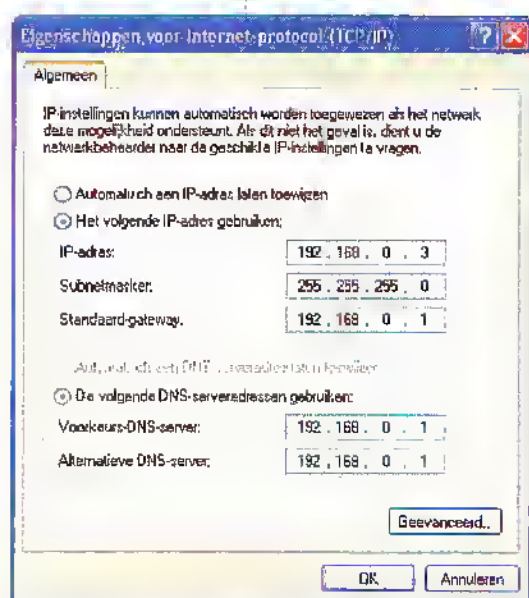 Eigenschappen voor Internet-protocol (TCP/IP)
Algemeen
IP-instellingen kunnen automatisch worden toegewezen als het netwerk
deze mogelijkheid ondersteunt. Als dit niet het geval is, dient u de
netwerkbeheerder naar de geschikte IP-instellingen te vragen.
Automatisch een IP-adres laten toewijzen
Het volgende IP-adres gebruiken:
IP-adres: 192 . 168 . 0 . 3
Subnetmasker: 255 . 255 . 255 . 0
Standaard-gateway: 192 . 168 . 0 . 1
De volgende DNS-serveradressen gebruiken:
Voorkeurs-DNS-server: 192 . 168 . 0 . 1
Alternatieve DNS-server: 192 . 168 . 0 . 1
Geavanceerd...
OK Annuleren